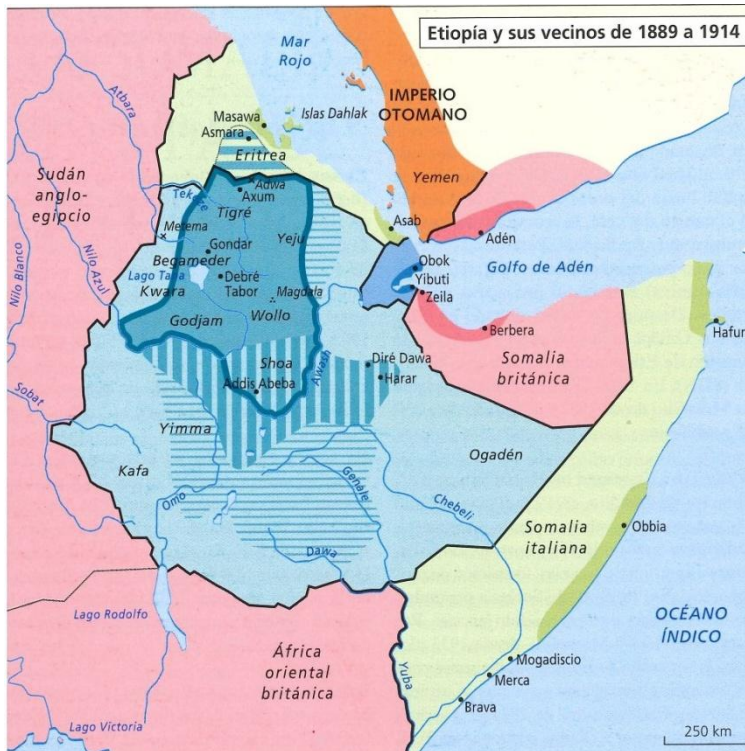 Etiopía y sus vecinos de 1889 a 1914
Mar
Rojo
Atbara
IMPERIO
OTOMANO
Islas Dahlak
Masawa
Asmara
Eritrea
Sudán
anglo-
egipcio
Yemen
Adwa
Axum
Tekezé
Tigré
Asab
Adén
Metema
Yeju
Nilo Blanco
Nilo Azul
Gondar
Begameder
Obok
Golfo de Adén
Lago Tana
Debré
Tabor
Yibuti
Zeila
Kwara
Magdala
Wollo
Godjam
Berbera
Hafun
Shoa
Awash
Diré Dawa
Somalia
británica
Addis Abeba
Harar
Sobat
Yimma
Ogadén
Kafa
Omo
Genale
Chebeli
Somalia
italiana
Obbia
Dawa
Lago Rodolfo
OCÉANO
ÍNDICO
África
oriental
británica
Yuba
Mogadiscio
Merca
Brava
Lago Victoria
250 km